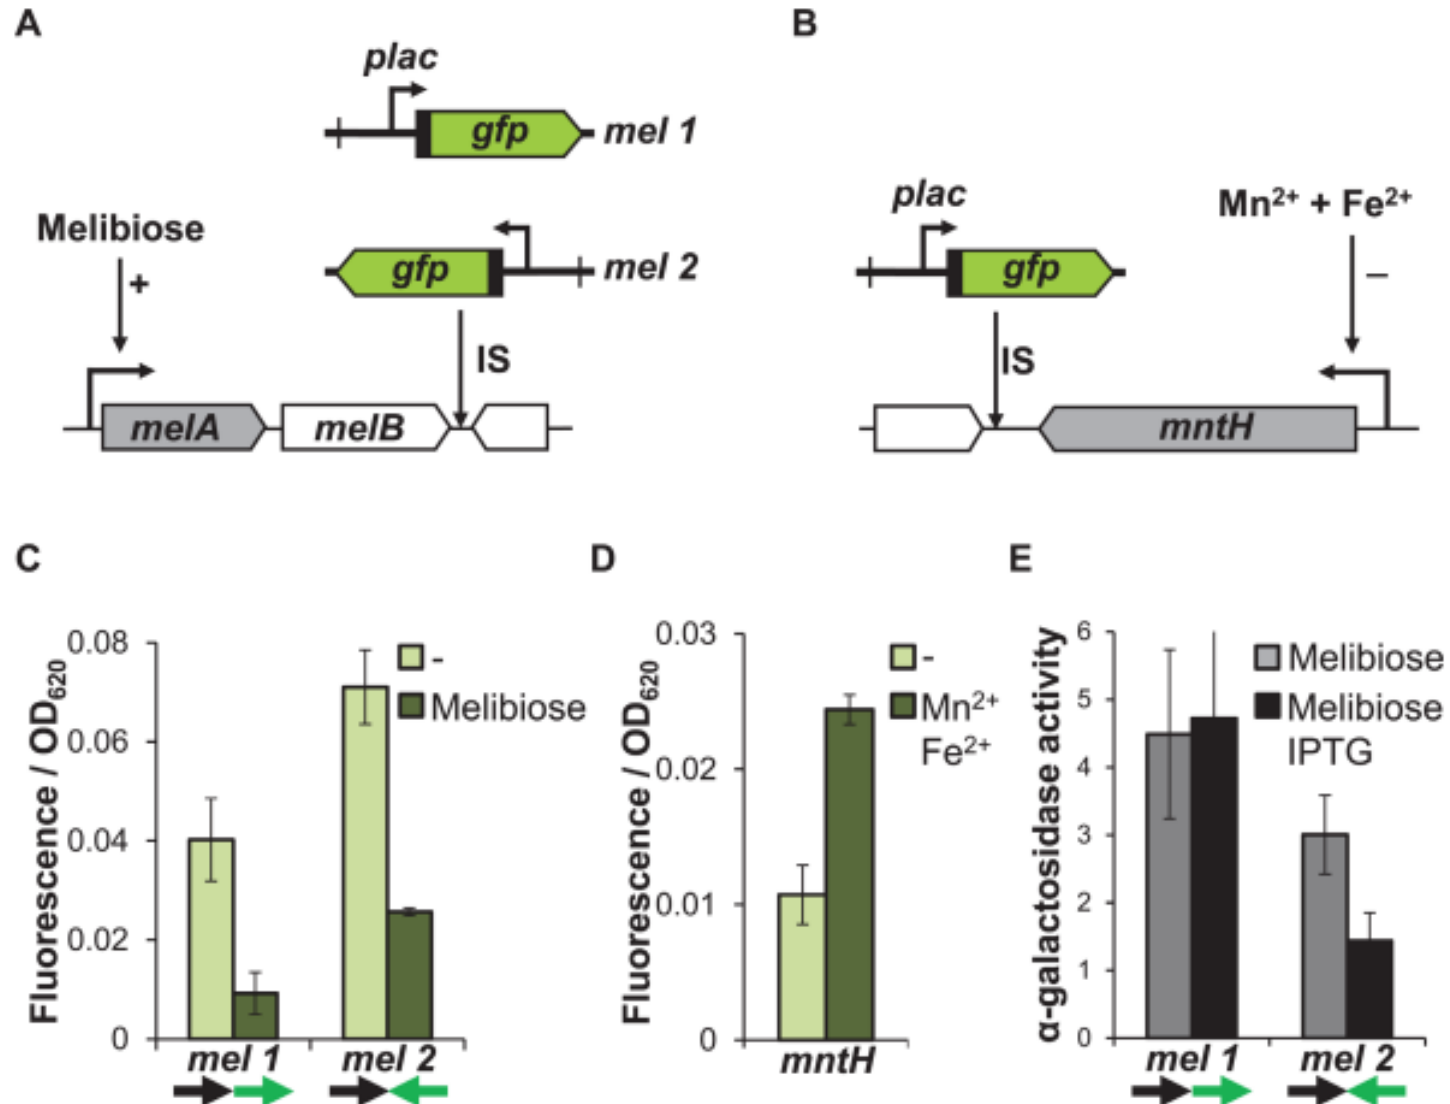 A
plac
gfp
mel 1
Melibiose
+
gfp
mel 2
IS
melA
melB
B
plac
Mn²⁺ + Fe²⁺
gfp
–
IS
mntH
C
Fluorescence / OD₆₂₀
0.08
0.06
0.04
0.02
0
-
Melibiose
mel 1
mel 2
D
Fluorescence / OD₆₂₀
0.03
0.02
0.01
0
-
Mn²⁺
Fe²⁺
mntH
E
α-galactosidase activity
6
5
4
3
2
1
0
Melibiose
Melibiose
IPTG
mel 1
mel 2